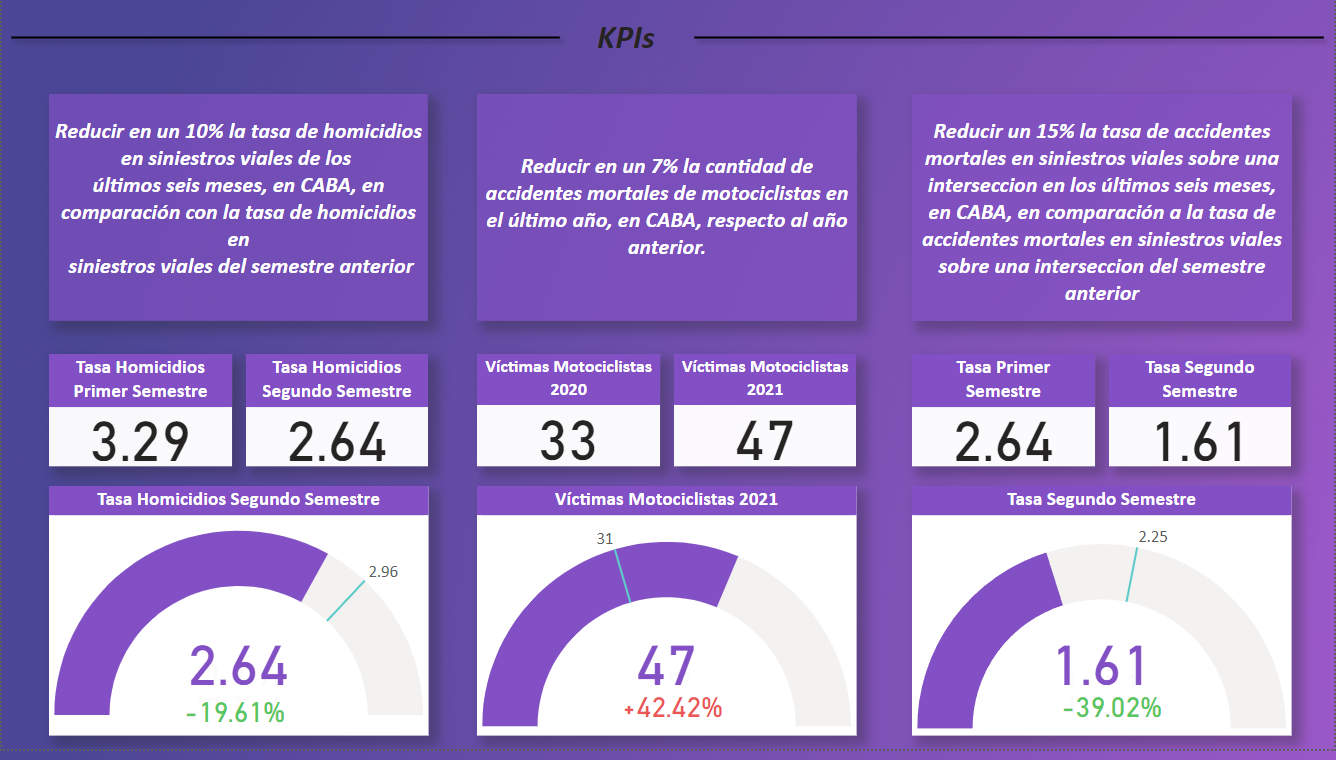 KPIs
Reducir en un 10% la tasa de homicidios
en siniestros viales de los
últimos seis meses, en CABA, en
comparación con la tasa de homicidios
en
siniestros viales del semestre anterior
Reducir en un 7% la cantidad de
accidentes mortales de motociclistas en
el último año, en CABA, respecto al año
anterior.
Reducir un 15% la tasa de accidentes
mortales en siniestros viales sobre una
interseccion en los últimos seis meses,
en CABA, en comparación a la tasa de
accidentes mortales en siniestros viales
sobre una interseccion del semestre
anterior
Tasa Homicidios
Primer Semestre
3.29
Tasa Homicidios
Segundo Semestre
2.64
Víctimas Motociclistas
2020
33
Víctimas Motociclistas
2021
47
Tasa Primer
Semestre
2.64
Tasa Segundo
Semestre
1.61
Tasa Homicidios Segundo Semestre
2.96
2.64
-19.61%
Víctimas Motociclistas 2021
31
47
+42.42%
Tasa Segundo Semestre
2.25
1.61
-39.02%